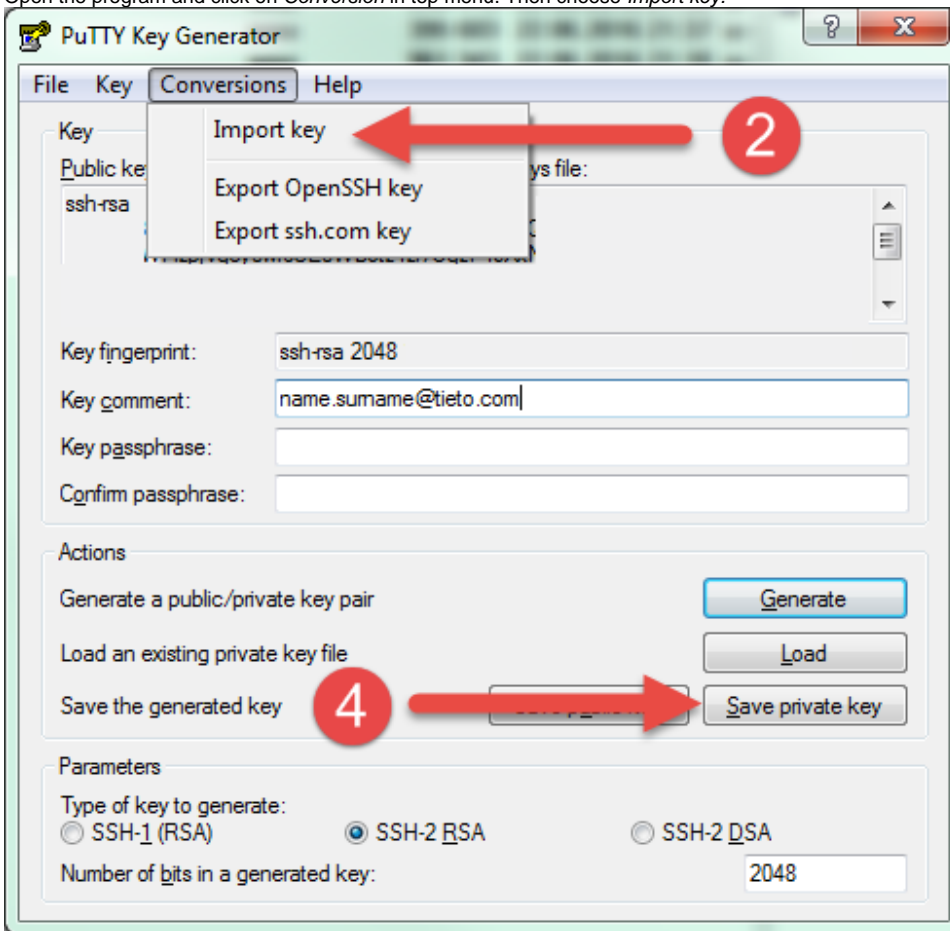 Open the program and click on Conversion in top menu. Then choose Import key.
PuTTY Key Generator
File Key Conversions Help
Import key
2
Key
Public ke ys file:
Export OpenSSH key
ssh-rsa
Export ssh.com key
Key fingerprint: ssh-rsa 2048
Key comment: name.surname@tieto.com
Key passphrase:
Confirm passphrase:
Actions
Generate a public/private key pair Generate
Load an existing private key file Load
Save the generated key 4 Save private key
Parameters
Type of key to generate:
SSH-1 (RSA) SSH-2 RSA SSH-2 DSA
Number of bits in a generated key: 2048